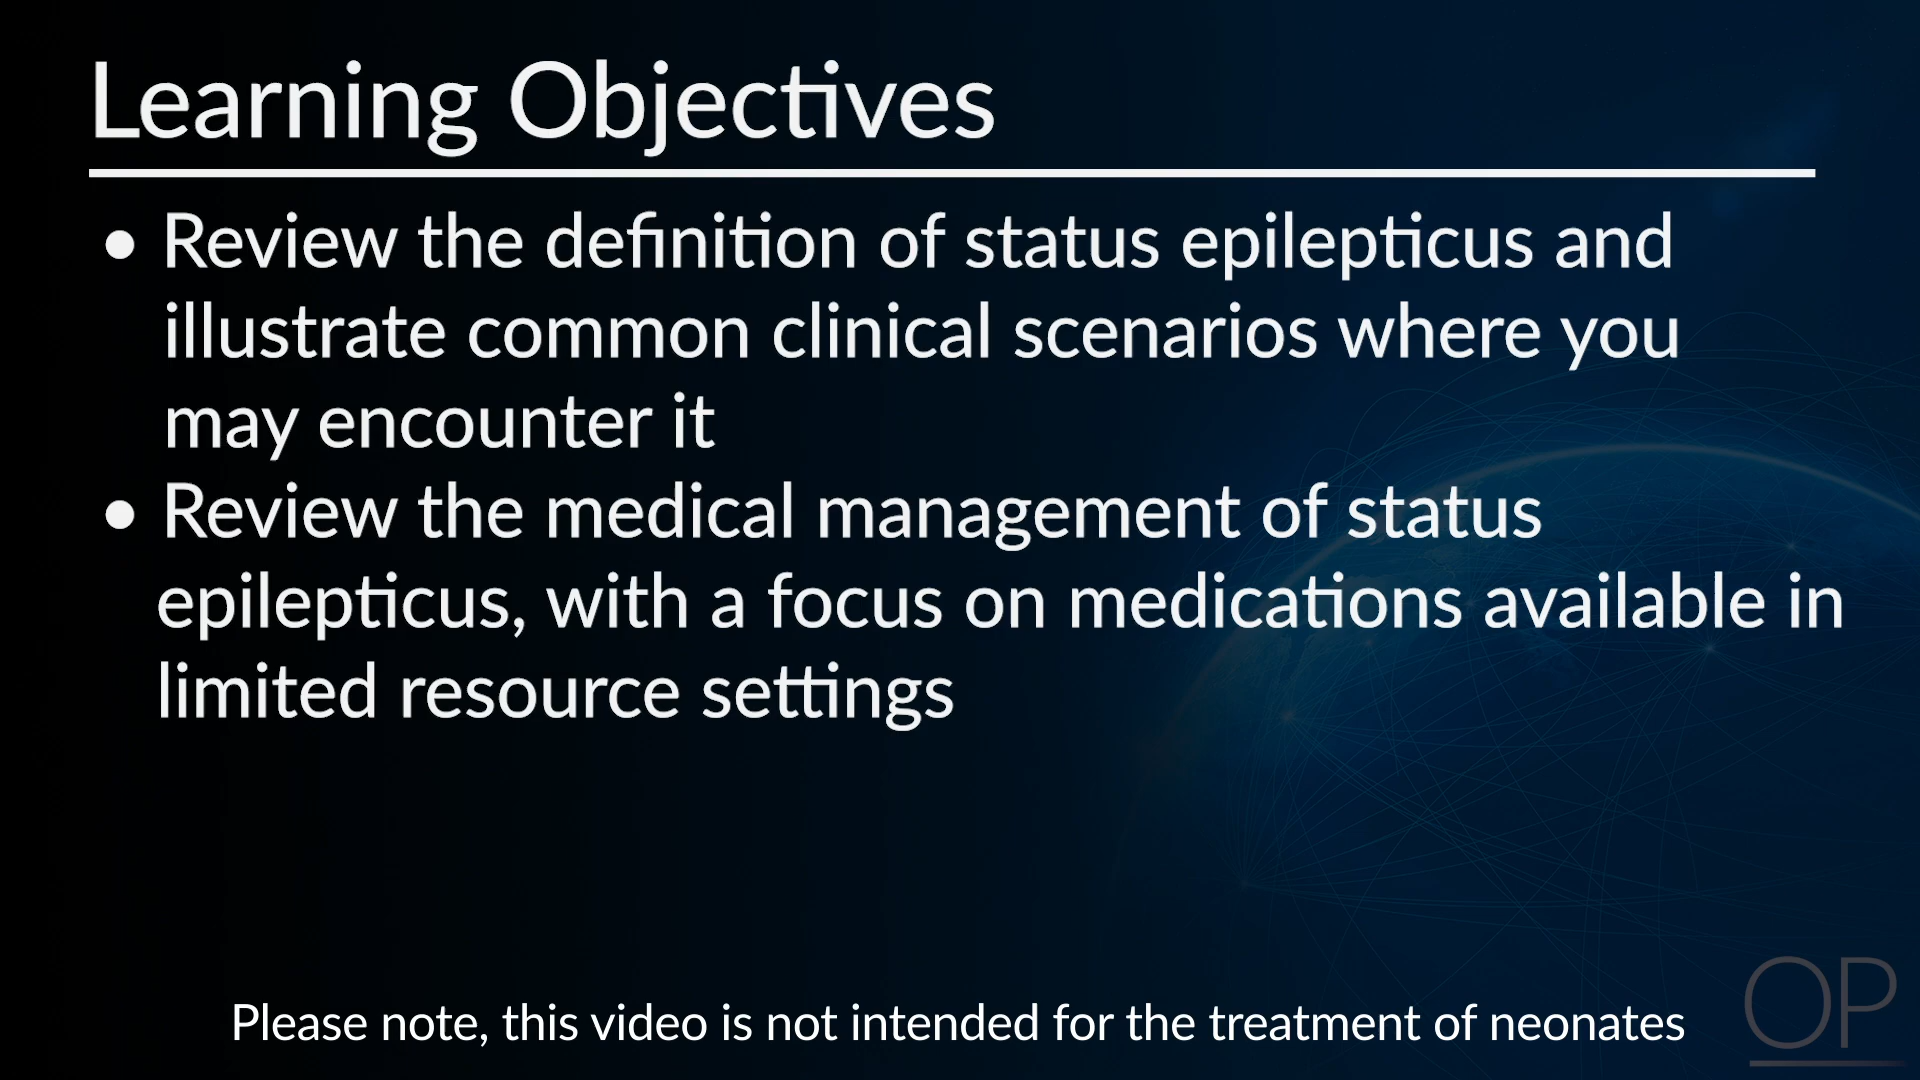 Learning Objectives
• Review the definition of status epilepticus and
illustrate common clinical scenarios where you
may encounter it
• Review the medical management of status
epilepticus, with a focus on medications available in
limited resource settings
Please note, this video is not intended for the treatment of neonates
OP